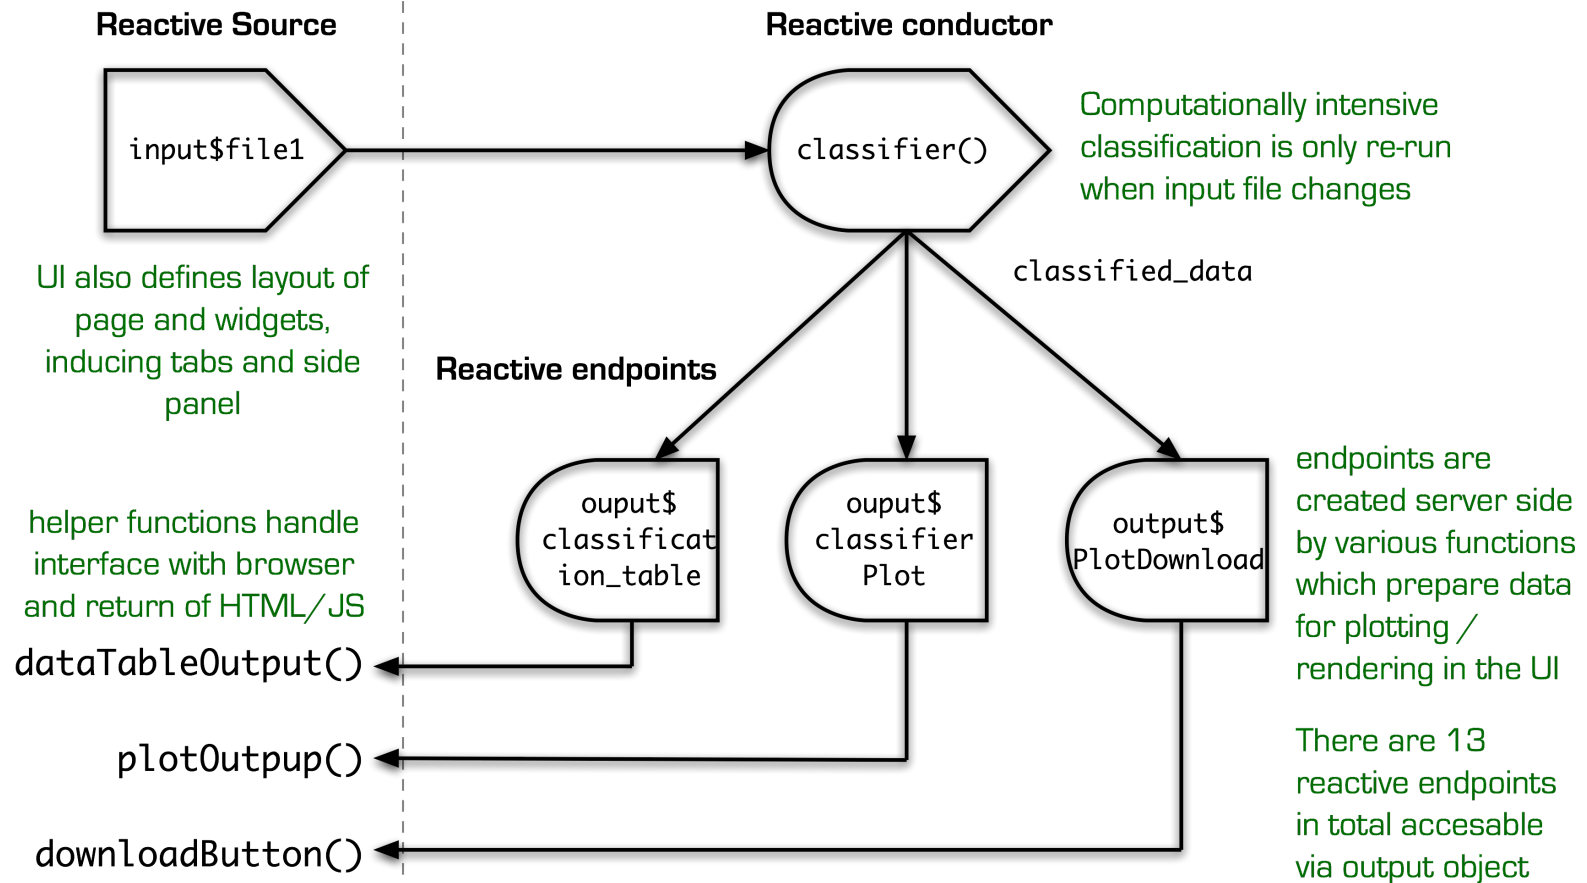 Reactive Source
Reactive conductor
input$file1
classifier()
Computationally intensive
classification is only re-run
when input file changes
UI also defines layout of
page and widgets,
inducing tabs and side
panel
classified_data
Reactive endpoints
ouput$
classificat
ion_table
ouput$
classifier
Plot
output$
PlotDownload
endpoints are
created server side
by various functions
which prepare data
for plotting /
rendering in the UI
helper functions handle
interface with browser
and return of HTML/JS
dataTableOutput()
plotOutpup()
downloadButton()
There are 13
reactive endpoints
in total accesable
via output object